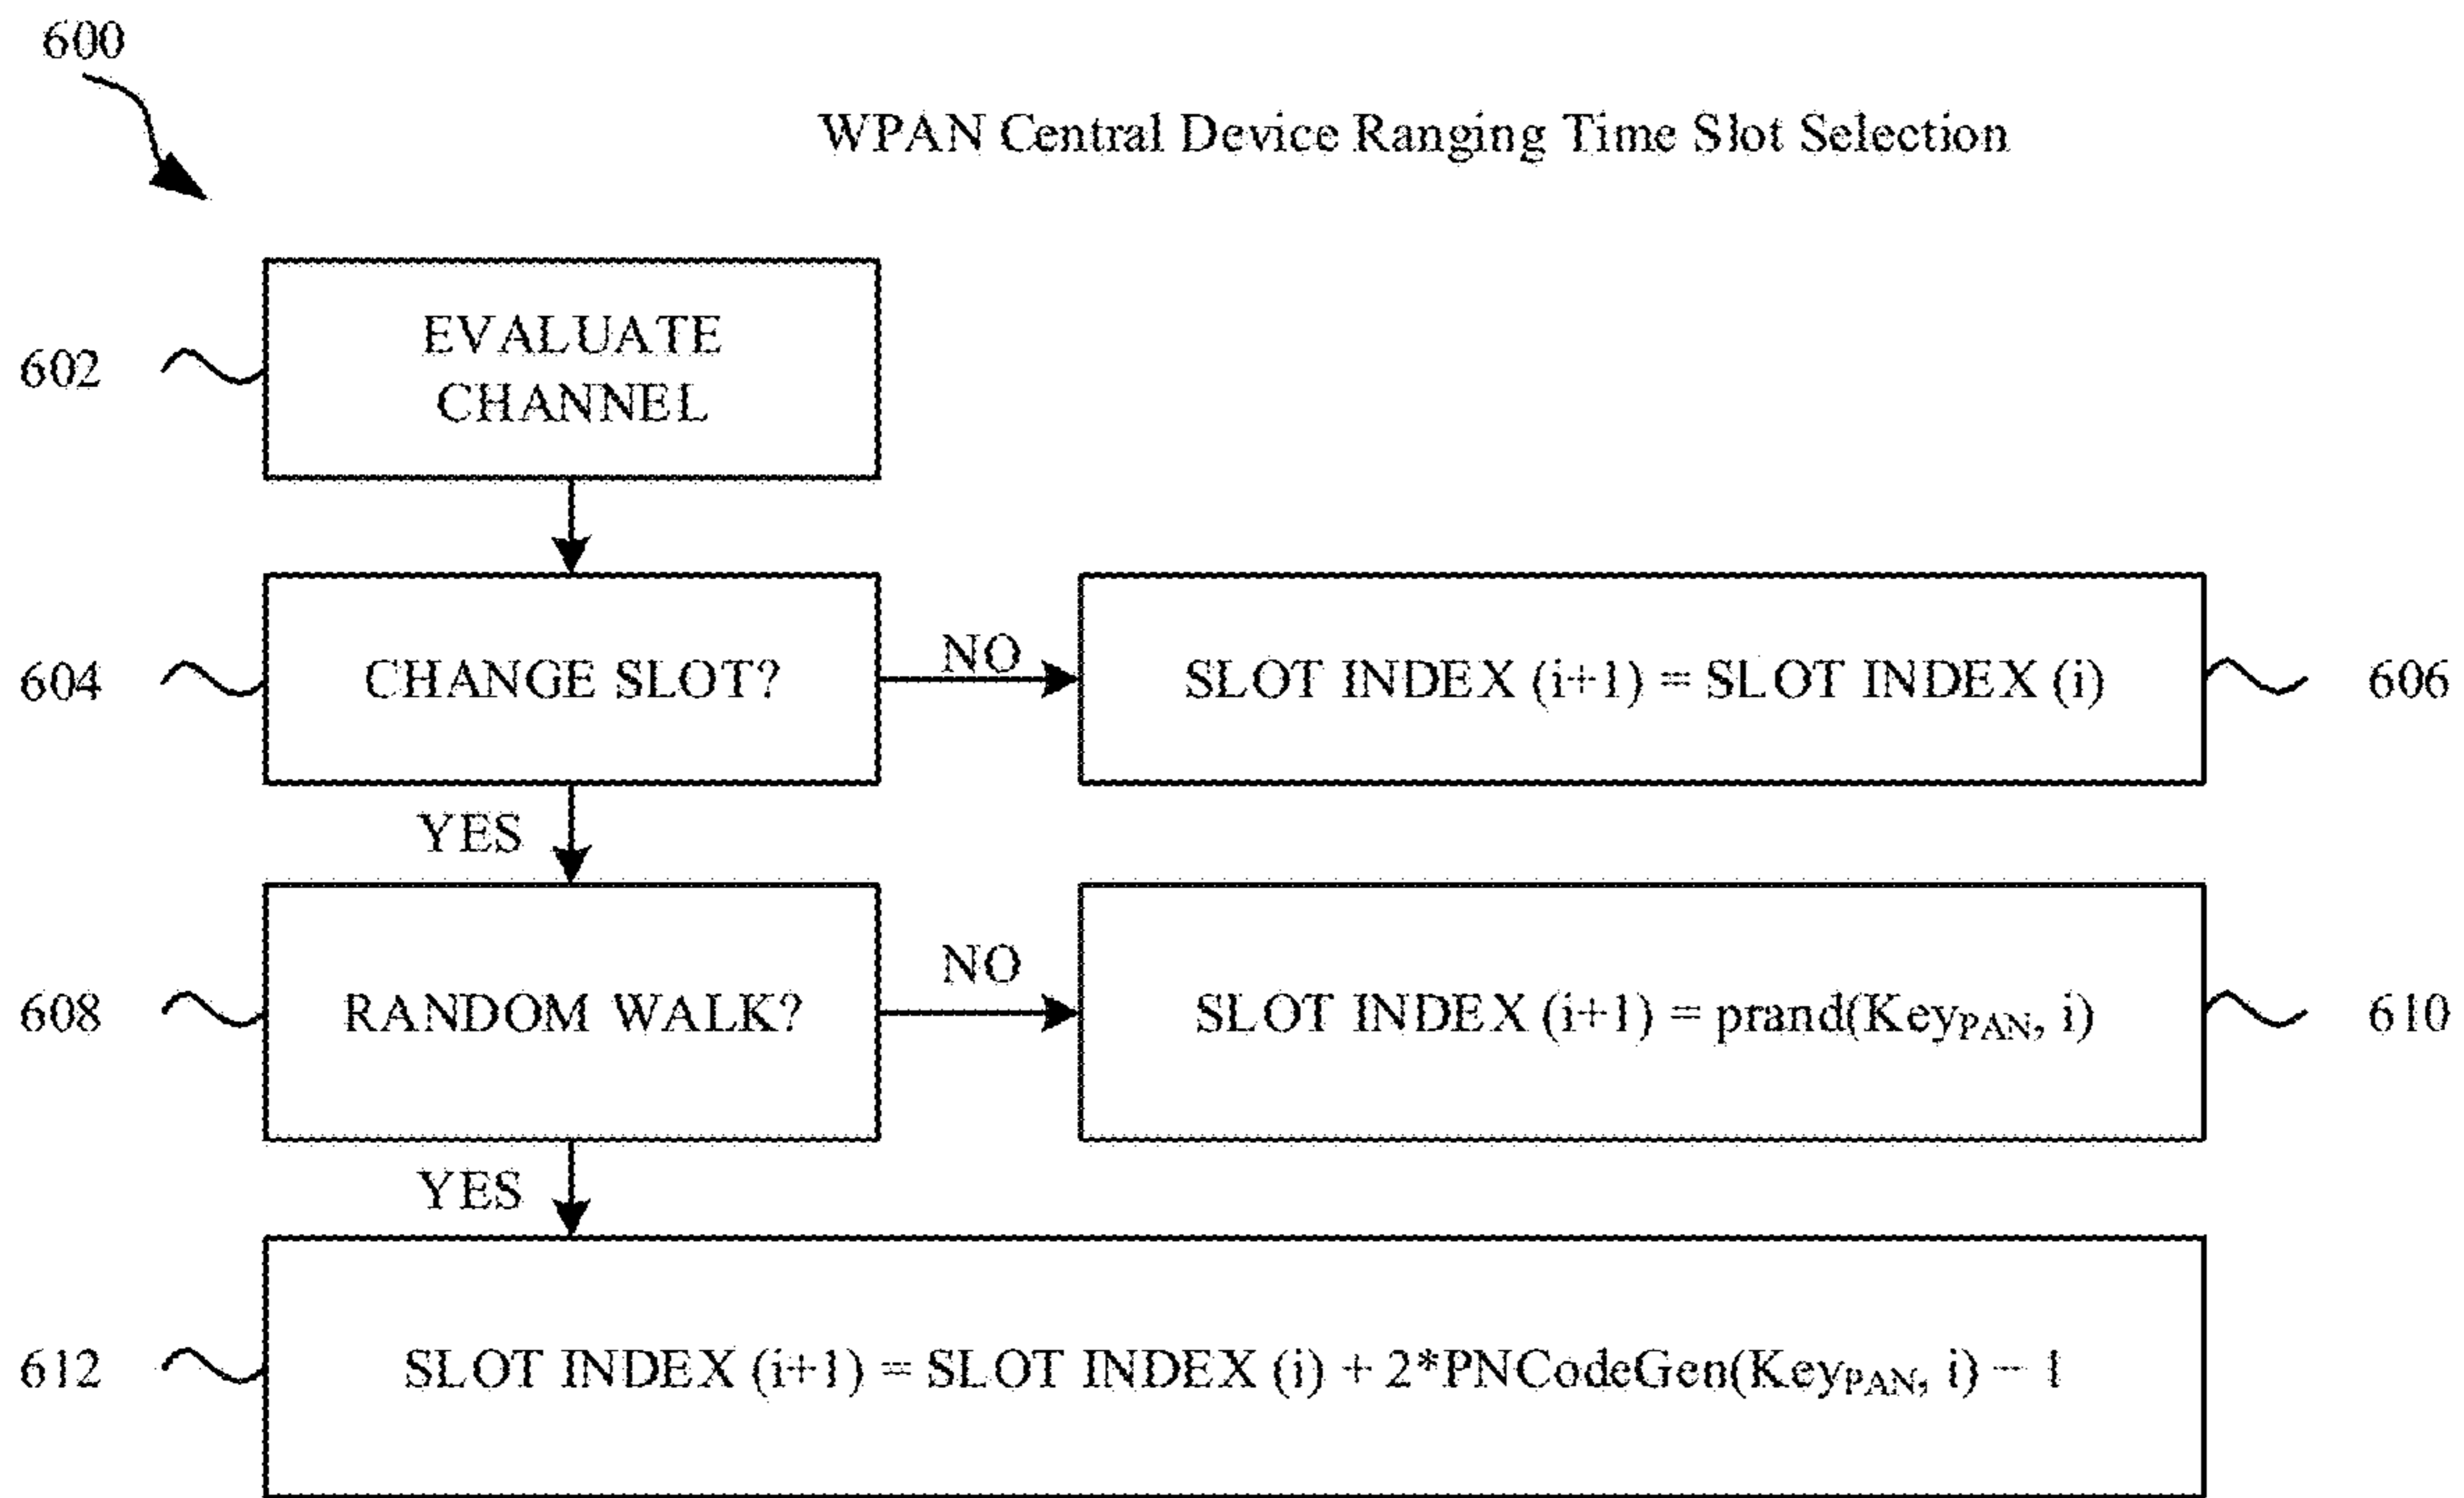 600
WPAN Central Device Ranging Time Slot Selection
602
EVALUATE
CHANNEL
604
CHANGE SLOT?
NO
SLOT INDEX (i+1) = SLOT INDEX (i)
606
YES
608
RANDOM WALK?
NO
SLOT INDEX (i+1) = prand(Key_PAN, i)
610
YES
612
SLOT INDEX (i+1) = SLOT INDEX (i) + 2*PNCodeGen(Key_PAN, i) − 1